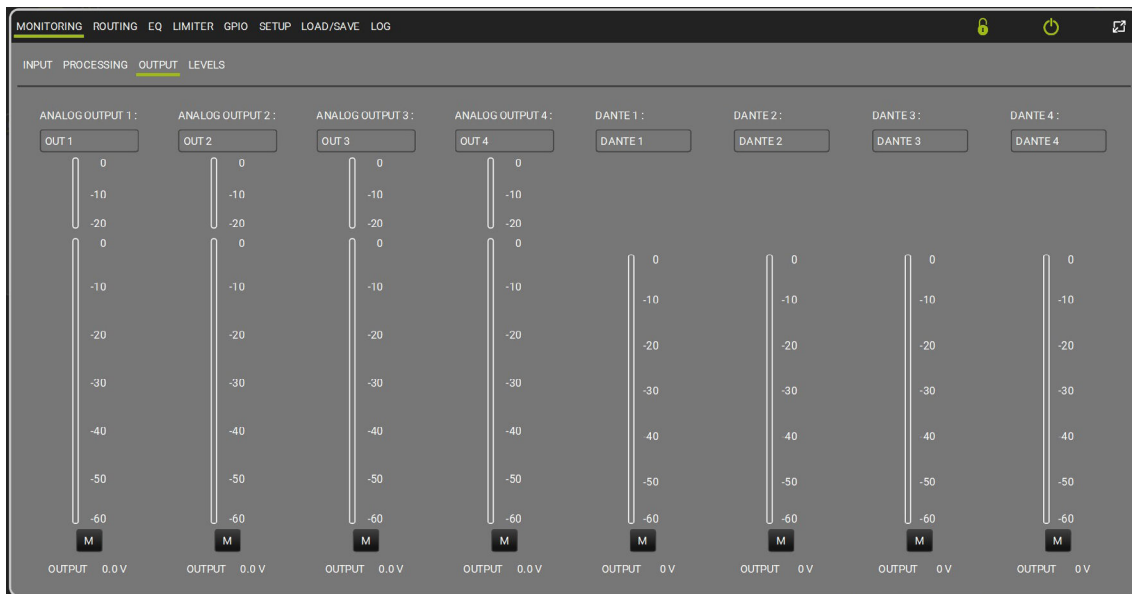 MONITORING ROUTING EQ LIMITER GPIO SETUP LOAD/SAVE LOG
INPUT PROCESSING OUTPUT LEVELS
ANALOG OUTPUT 1 : ANALOG OUTPUT 2 : ANALOG OUTPUT 3 : ANALOG OUTPUT 4 : DANTE 1 : DANTE 2 : DANTE 3 : DANTE 4 :
OUT 1 OUT 2 OUT 3 OUT 4 DANTE 1 DANTE 2 DANTE 3 DANTE 4
0 0 0 0
-10 -10 -10 -10
-20 -20 -20 -20
0 0 0 0
0 0 0 0
-10 -10 -10 -10
-10 -10 -10 -10
-20 -20 -20 -20
-20 -20 -20 -20
-30 -30 -30 -30
-30 -30 -30 -30
-40 -40 -40 -40
-40 -40 -40 -40
-50 -50 -50 -50
-50 -50 -50 -50
-60 -60 -60 -60 -60 -60 -60 -60
M M M M M M M M
OUTPUT 0.0 V OUTPUT 0.0 V OUTPUT 0.0 V OUTPUT 0.0 V OUTPUT 0 V OUTPUT 0 V OUTPUT 0 V OUTPUT 0 V